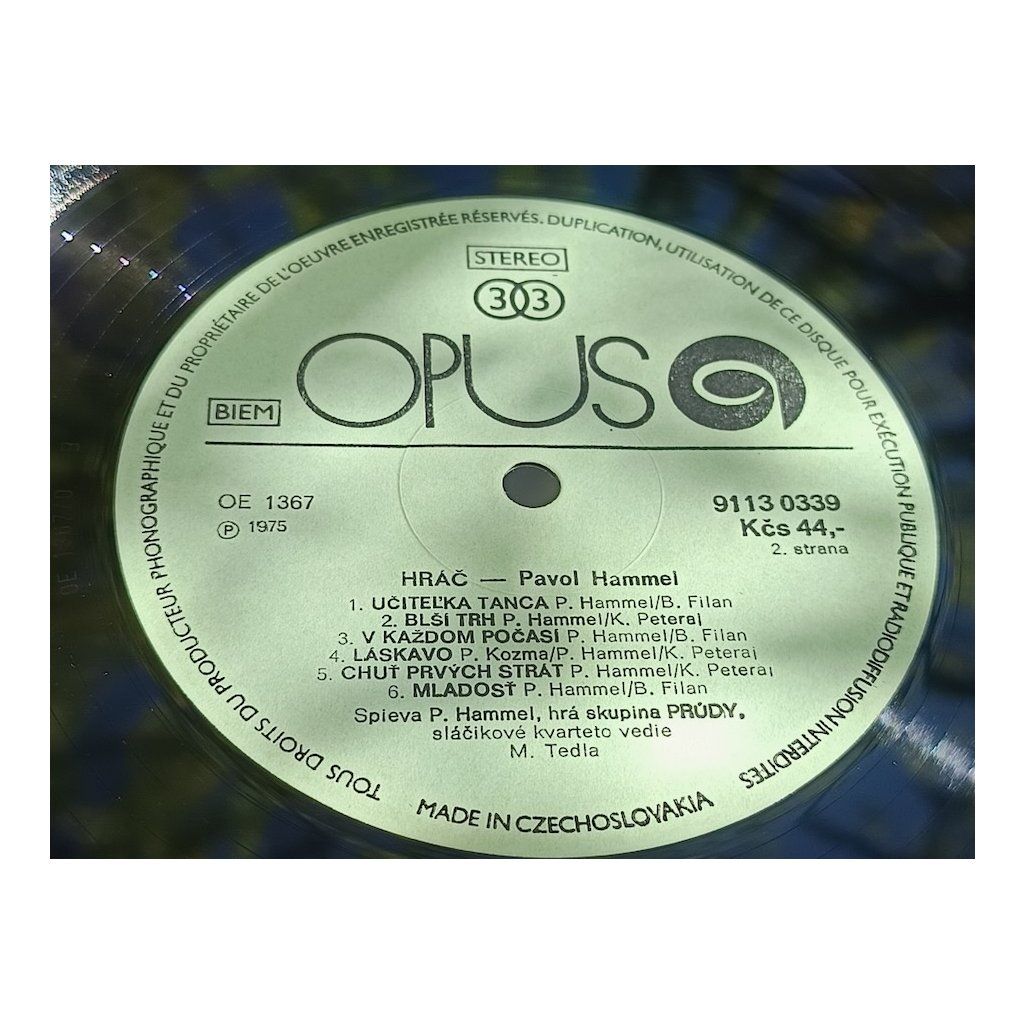 TOUS DROITS DU PRODUCTEUR PHONOGRAPHIQUE ET DU PROPRIÉTAIRE DE L'OEUVRE ENREGISTRÉE RÉSERVÉS. DUPLICATION, UTILISATION DE CE DISQUE POUR EXÉCUTION PUBLIQUE ET RADIODIFFUSION INTERDITES
STEREO
33
OPUS
BIEM
OE 1367
9113 0339
℗ 1975
Kčs 44,-
2. strana
HRÁČ — Pavol Hammel
1. UČITEĽKA TANCA P. Hammel/B. Filan
2. BLŠÍ TRH P. Hammel/K. Peteraj
3. V KAŽDOM POČASÍ P. Hammel/B. Filan
4. LÁSKAVO P. Kozma/P. Hammel/K. Peteraj
5. CHUŤ PRVÝCH STRÁT P. Hammel/K. Peteraj
6. MLADOSŤ P. Hammel/B. Filan
Spieva P. Hammel, hrá skupina PRÚDY,
sláčikové kvarteto vedie
M. Tedla
MADE IN CZECHOSLOVAKIA